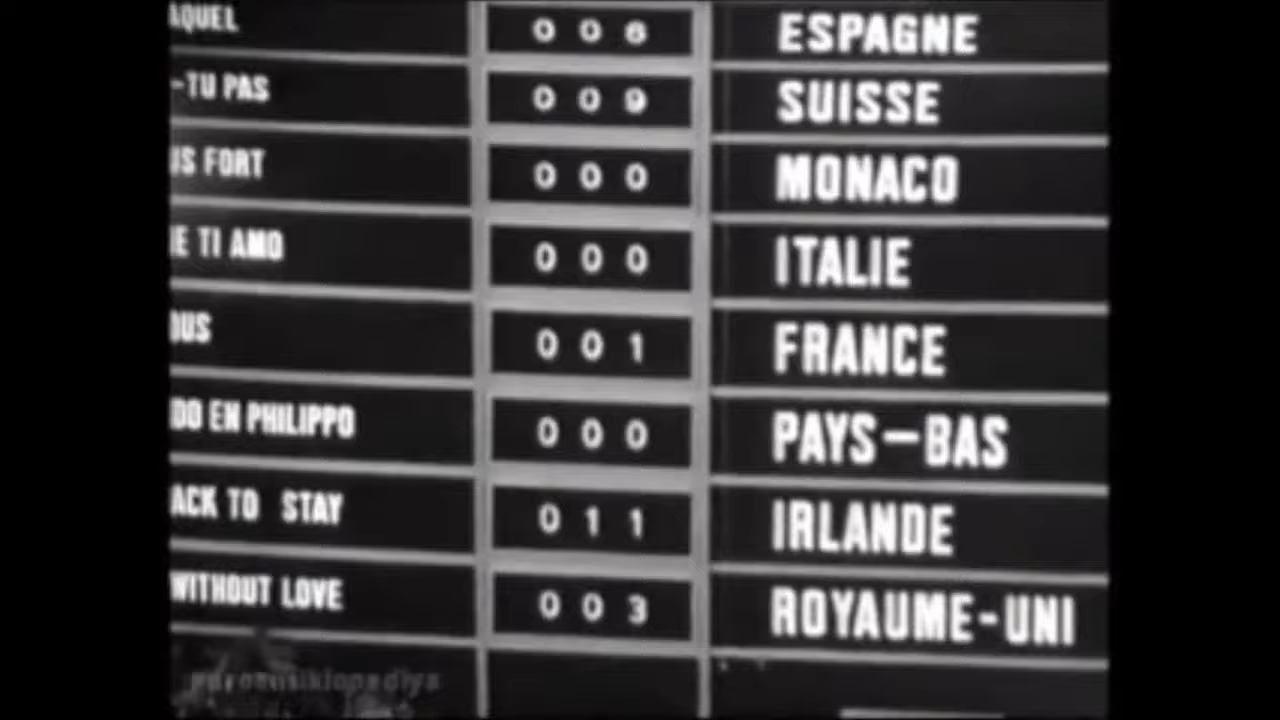 AQUEL 0 0 6 ESPAGNE
-TU PAS 0 0 9 SUISSE
US FORT 0 0 0 MONACO
E TI AMO 0 0 0 ITALIE
OUS 0 0 1 FRANCE
DO EN PHILIPPO 0 0 0 PAYS-BAS
ACK TO STAY 0 1 1 IRLANDE
WITHOUT LOVE 0 0 3 ROYAUME-UNI